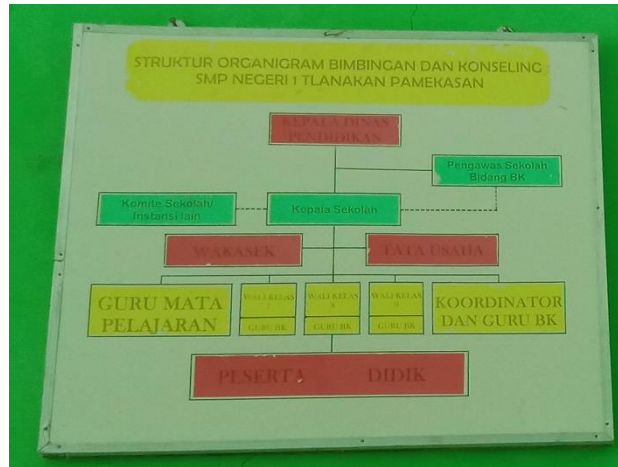 STRUKTUR ORGANIGRAM BIMBINGAN DAN KONSELING
SMP NEGERI 1 TLANAKAN PAMEKASAN
KEPALA DINAS
PENDIDIKAN
Pengawas Sekolah
Bidang BK
Komite Sekolah/
Instansi lain
Kepala Sekolah
WAKASEK
TATA USAHA
GURU MATA
PELAJARAN
WALI KELAS
7
GURU BK
WALI KELAS
8
GURU BK
WALI KELAS
9
GURU BK
KOORDINATOR
DAN GURU BK
PESERTA DIDIK